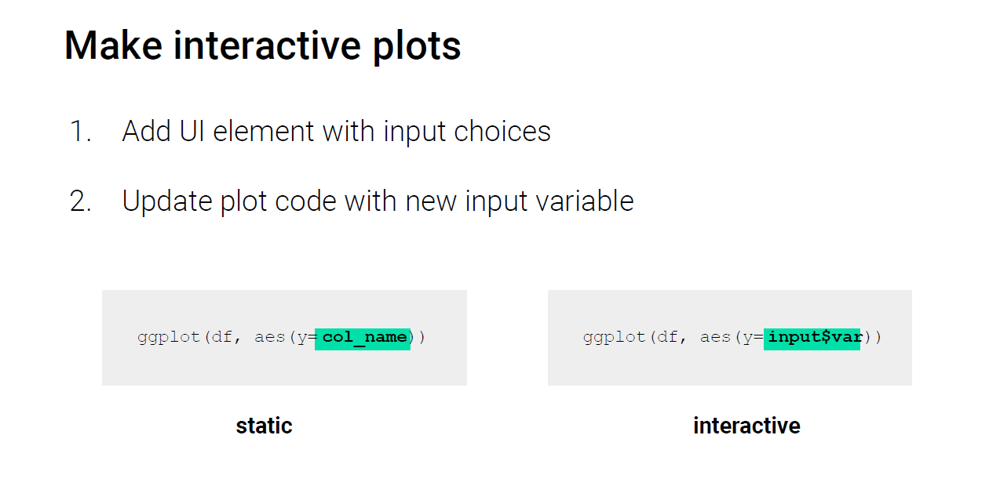 Make interactive plots
1. Add UI element with input choices
2. Update plot code with new input variable
ggplot(df, aes(y=col_name))
ggplot(df, aes(y=input$var))
static
interactive